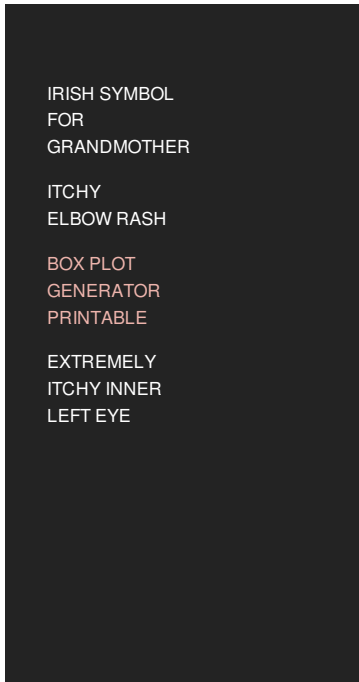 IRISH SYMBOL
FOR
GRANDMOTHER
ITCHY
ELBOW RASH
BOX PLOT
GENERATOR
PRINTABLE
EXTREMELY
ITCHY INNER
LEFT EYE